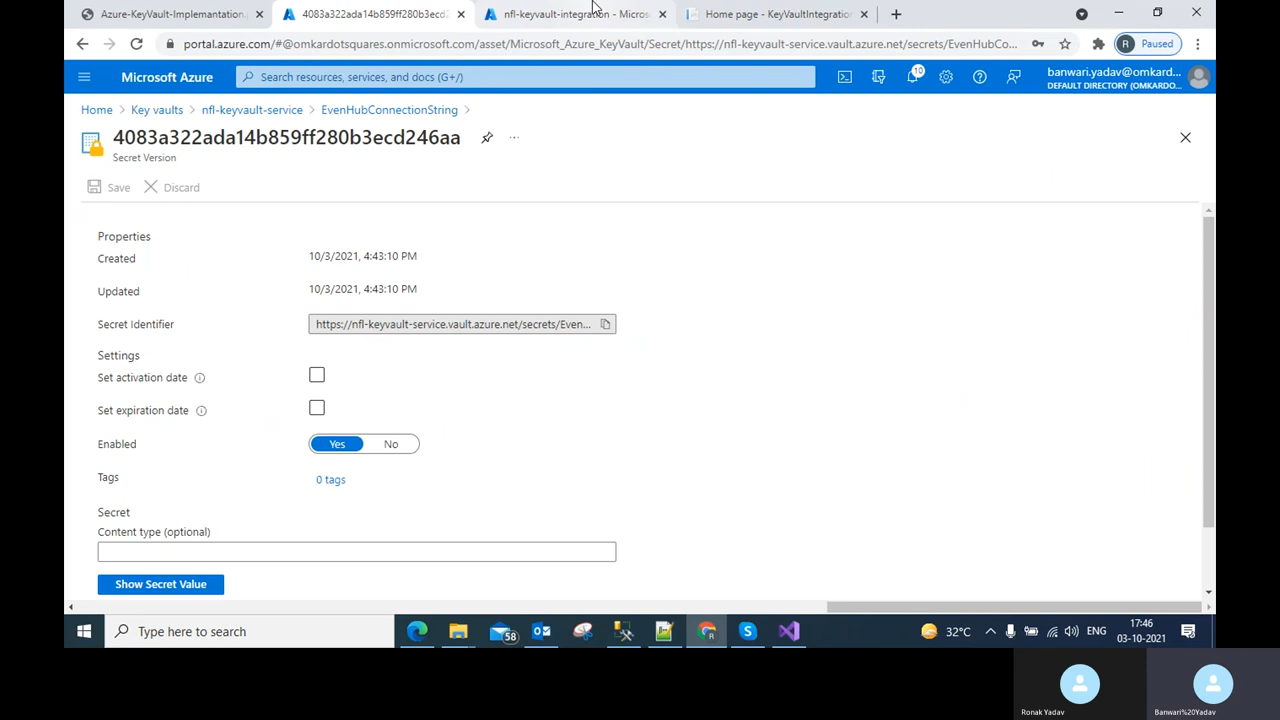 Azure-KeyVault-Implemantation.
4083a322ada14b859ff280b3ecd2
nfl-keyvault-integration - Micros
Home page - KeyVaultIntegration
portal.azure.com/#@omkardotsquares.onmicrosoft.com/asset/Microsoft_Azure_KeyVault/Secret/https://nfl-keyvault-service.vault.azure.net/secrets/EvenHubCo...
R Paused
Microsoft Azure
Search resources, services, and docs (G+/)
10
banwari.yadav@omkard...
DEFAULT DIRECTORY (OMKARDO...
Home > Key vaults > nfl-keyvault-service > EvenHubConnectionString >
4083a322ada14b859ff280b3ecd246aa
Secret Version
Save Discard
Properties
Created 10/3/2021, 4:43:10 PM
Updated 10/3/2021, 4:43:10 PM
Secret Identifier https://nfl-keyvault-service.vault.azure.net/secrets/Even...
Settings
Set activation date
Set expiration date
Enabled Yes No
Tags 0 tags
Secret
Content type (optional)
Show Secret Value
Type here to search
58
R
32°C
ENG
17:46
03-10-2021
Ronak Yadav
Banwari%20Yadav